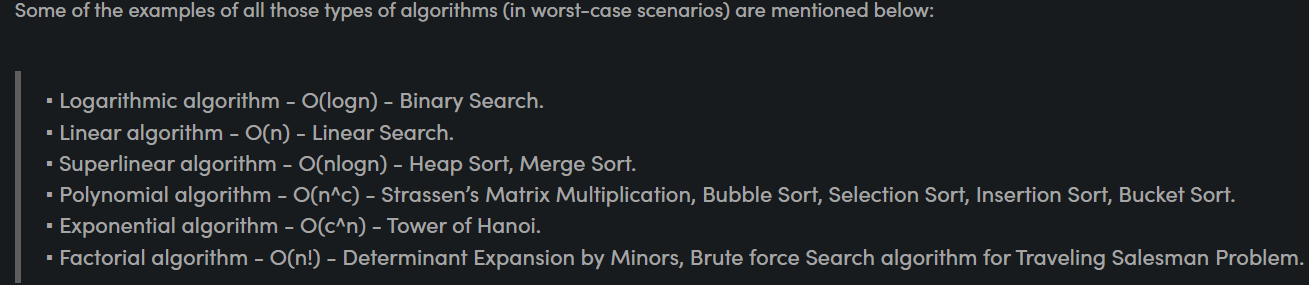 Some of the examples of all those types of algorithms (in worst-case scenarios) are mentioned below:
▪ Logarithmic algorithm – O(logn) – Binary Search.
▪ Linear algorithm – O(n) – Linear Search.
▪ Superlinear algorithm – O(nlogn) – Heap Sort, Merge Sort.
▪ Polynomial algorithm – O(n^c) – Strassen’s Matrix Multiplication, Bubble Sort, Selection Sort, Insertion Sort, Bucket Sort.
▪ Exponential algorithm – O(c^n) – Tower of Hanoi.
▪ Factorial algorithm – O(n!) – Determinant Expansion by Minors, Brute force Search algorithm for Traveling Salesman Problem.